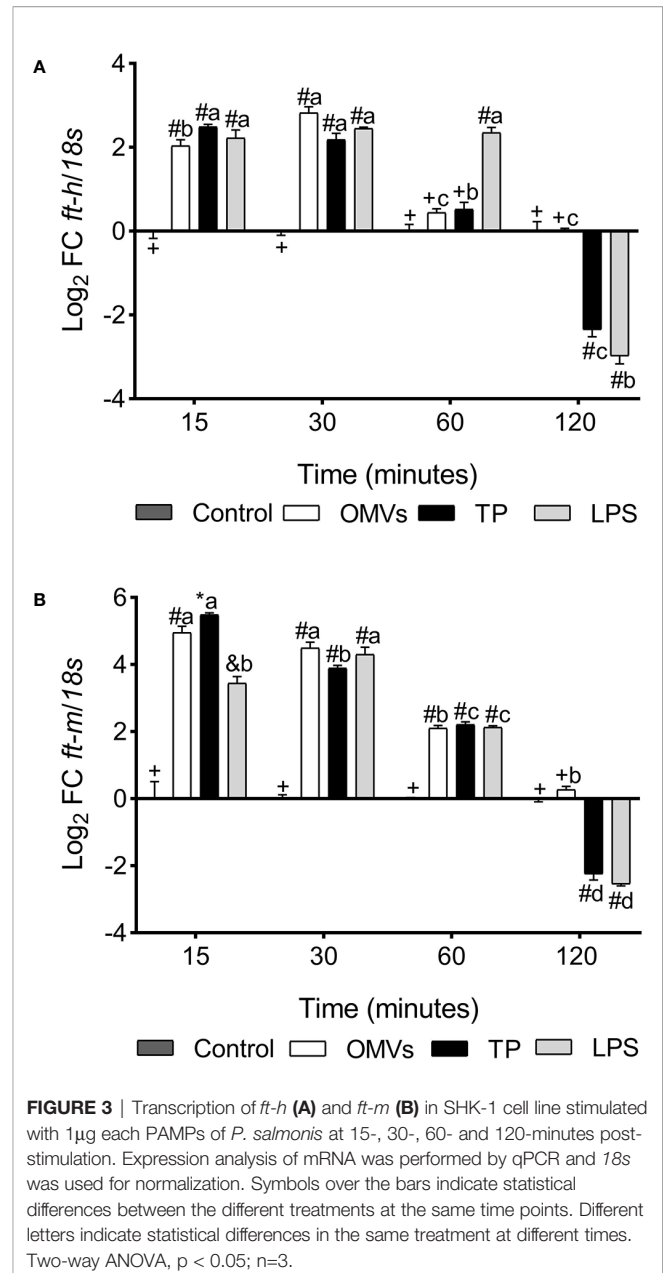 A
4
2
0
-2
-4
Log2 FC ft-h/18s
+ #b #a #a
+ #a #a #a
+ +c +b #a
+ +c #c #b
15 30 60 120
Time (minutes)
Control OMVs TP LPS
B
6
4
2
0
-2
-4
Log2 FC ft-m/18s
+ #a *a &b
+ #a #b #a
+ #b #c #c
+ +b #d #d
15 30 60 120
Time (minutes)
Control OMVs TP LPS
FIGURE 3 | Transcription of ft-h (A) and ft-m (B) in SHK-1 cell line stimulated
with 1μg each PAMPs of P. salmonis at 15-, 30-, 60- and 120-minutes post-
stimulation. Expression analysis of mRNA was performed by qPCR and 18s
was used for normalization. Symbols over the bars indicate statistical
differences between the different treatments at the same time points. Different
letters indicate statistical differences in the same treatment at different times.
Two-way ANOVA, p < 0.05; n=3.